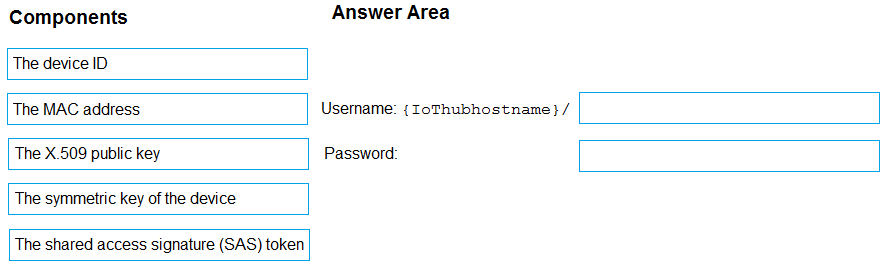 Components
Answer Area
The device ID
The MAC address
Username: {IoThubhostname}/
The X.509 public key
Password:
The symmetric key of the device
The shared access signature (SAS) token